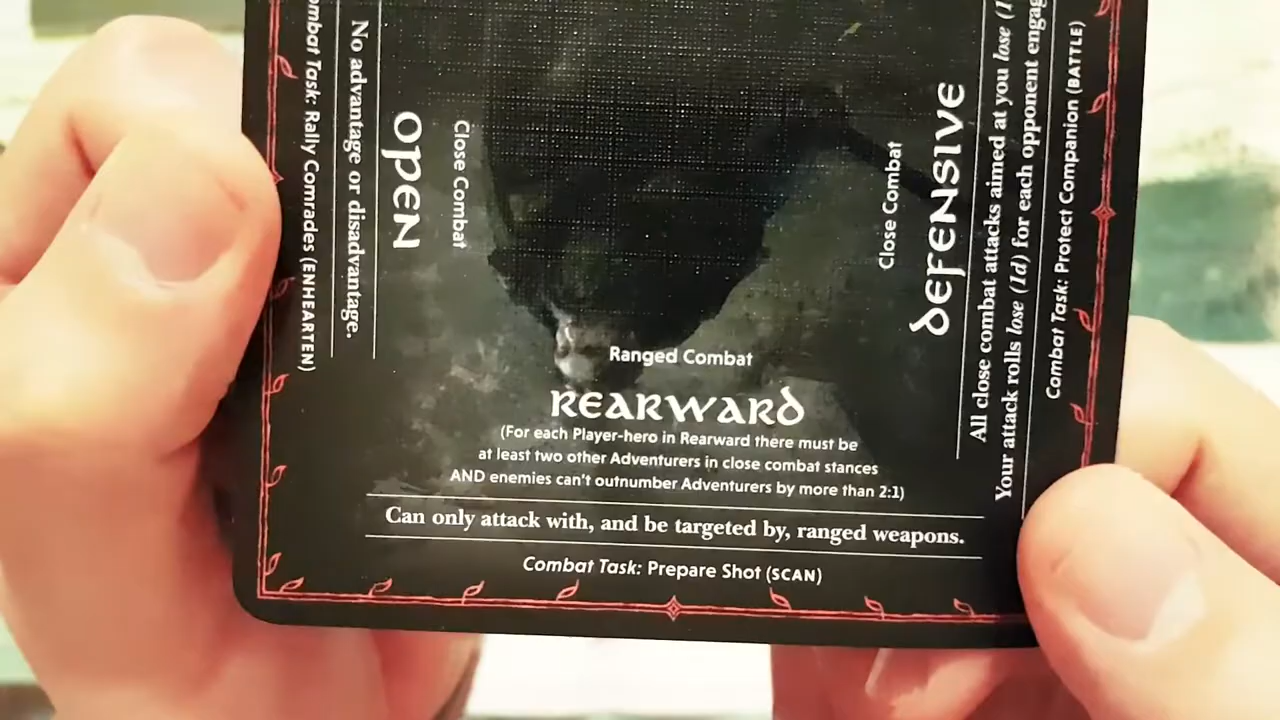 Combat Task: Rally Comrades (ENHEARTEN)
No advantage or disadvantage.
OPEN
Close Combat
Ranged Combat
REARWARD
(For each Player-hero in Rearward there must be
at least two other Adventurers in close combat stances
AND enemies can't outnumber Adventurers by more than 2:1)
Can only attack with, and be targeted by, ranged weapons.
Combat Task: Prepare Shot (SCAN)
Close Combat
DEFENSIVE
All close combat attacks aimed at you lose
Your attack rolls lose (1d) for each opponent
Combat Task: Protect Companion (BATTLE)